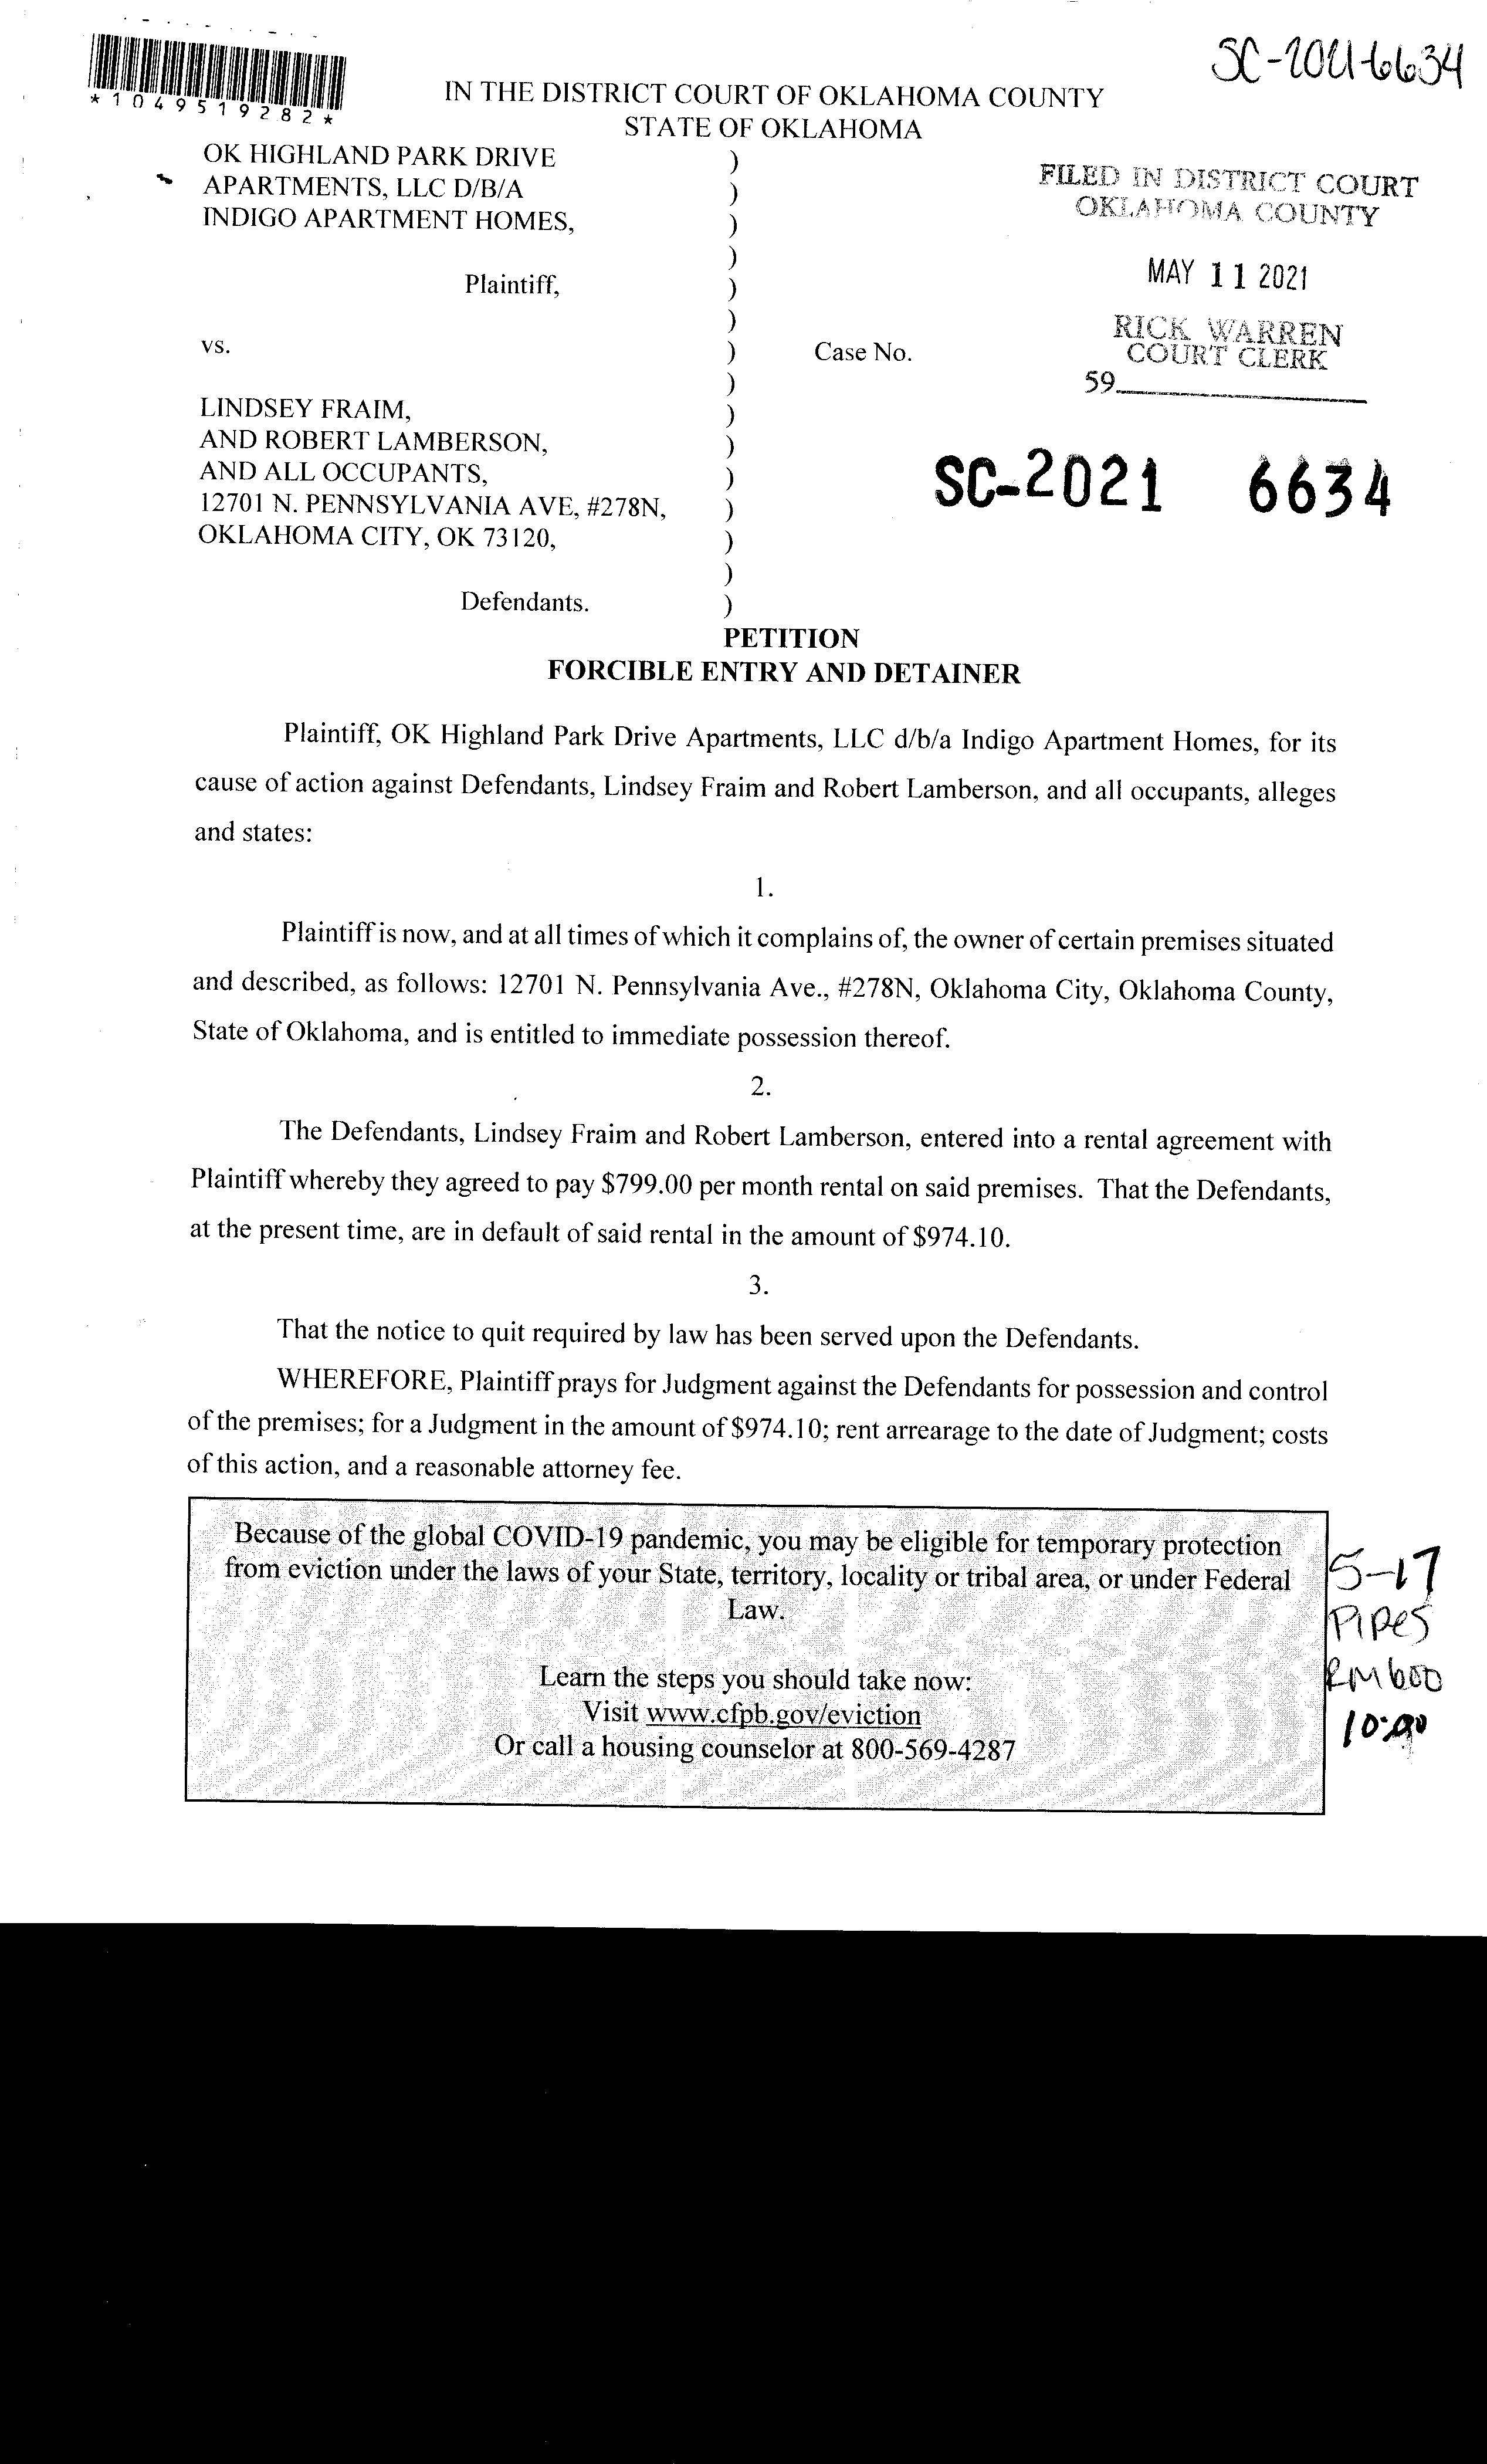 SC-2021-6634
*1049519282*
IN THE DISTRICT COURT OF OKLAHOMA COUNTY
STATE OF OKLAHOMA
OK HIGHLAND PARK DRIVE )
APARTMENTS, LLC D/B/A )
INDIGO APARTMENT HOMES, )
)
Plaintiff, )
)
vs. ) Case No.
)
LINDSEY FRAIM, )
AND ROBERT LAMBERSON, )
AND ALL OCCUPANTS, )
12701 N. PENNSYLVANIA AVE, #278N, )
OKLAHOMA CITY, OK 73120, )
)
Defendants. )
FILED IN DISTRICT COURT
OKLAHOMA COUNTY
MAY 11 2021
RICK WARREN
COURT CLERK
59
SC-2021 6634
PETITION
FORCIBLE ENTRY AND DETAINER
Plaintiff, OK Highland Park Drive Apartments, LLC d/b/a Indigo Apartment Homes, for its
cause of action against Defendants, Lindsey Fraim and Robert Lamberson, and all occupants, alleges
and states:
1.
Plaintiff is now, and at all times of which it complains of, the owner of certain premises situated
and described, as follows: 12701 N. Pennsylvania Ave., #278N, Oklahoma City, Oklahoma County,
State of Oklahoma, and is entitled to immediate possession thereof.
2.
The Defendants, Lindsey Fraim and Robert Lamberson, entered into a rental agreement with
Plaintiff whereby they agreed to pay $799.00 per month rental on said premises. That the Defendants,
at the present time, are in default of said rental in the amount of $974.10.
3.
That the notice to quit required by law has been served upon the Defendants.
WHEREFORE, Plaintiff prays for Judgment against the Defendants for possession and control
of the premises; for a Judgment in the amount of $974.10; rent arrearage to the date of Judgment; costs
of this action, and a reasonable attorney fee.
Because of the global COVID-19 pandemic, you may be eligible for temporary protection
from eviction under the laws of your State, territory, locality or tribal area, or under Federal
Law.
Learn the steps you should take now:
Visit www.cfpb.gov/eviction
Or call a housing counselor at 800-569-4287
5-17
PIPES
RM 600
10:00